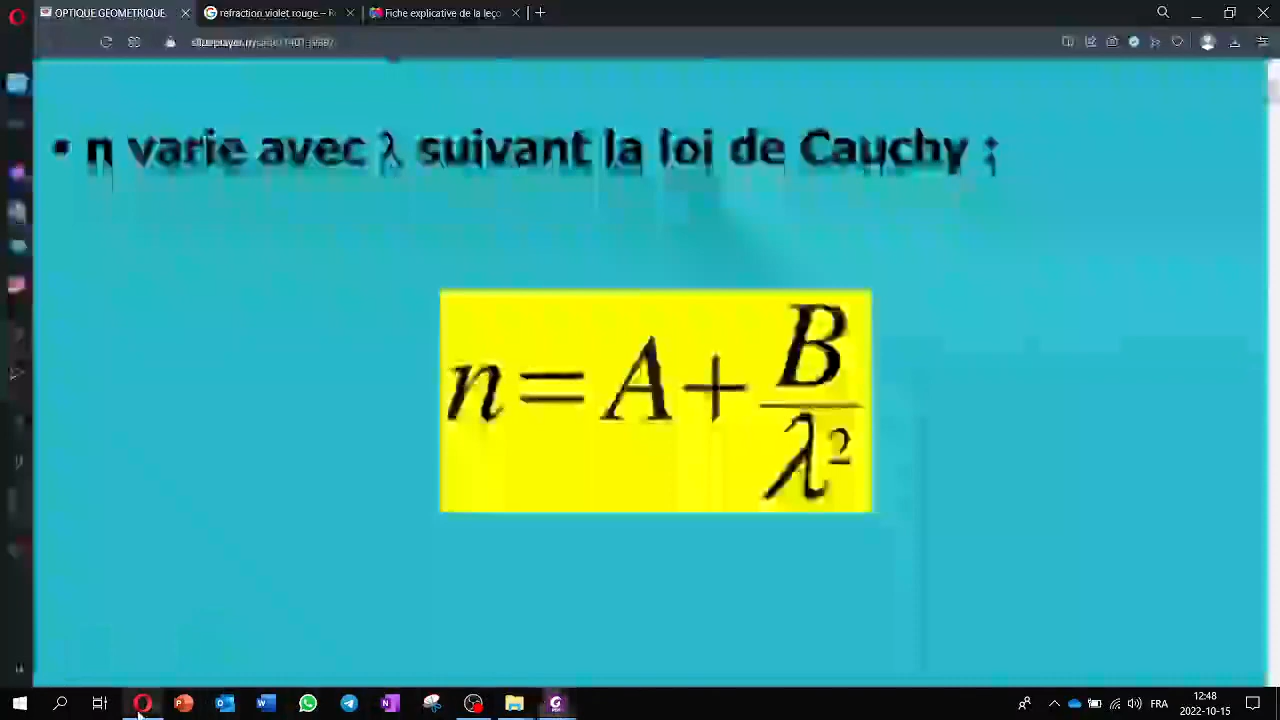 OPTIQUE GEOMETRIQUE
refraction violet rouge. –
Fiche explicative de la leço
• n varie avec λ suivant la loi de Cauchy :
n = A + B/λ²
12:48
FRA
2022-10-15